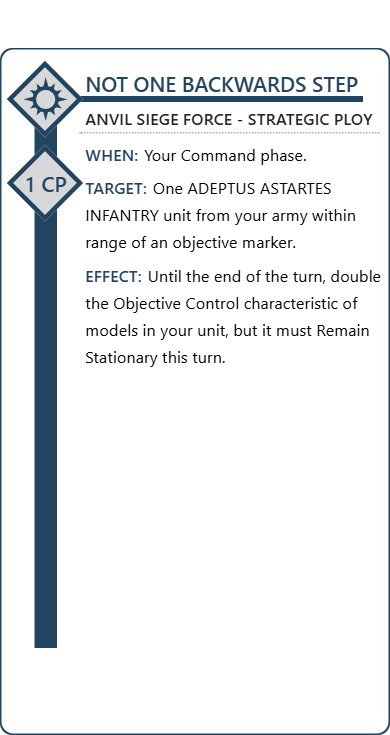 NOT ONE BACKWARDS STEP
ANVIL SIEGE FORCE - STRATEGIC PLOY
WHEN: Your Command phase.
1 CP
TARGET: One ADEPTUS ASTARTES
INFANTRY unit from your army within
range of an objective marker.
EFFECT: Until the end of the turn, double
the Objective Control characteristic of
models in your unit, but it must Remain
Stationary this turn.